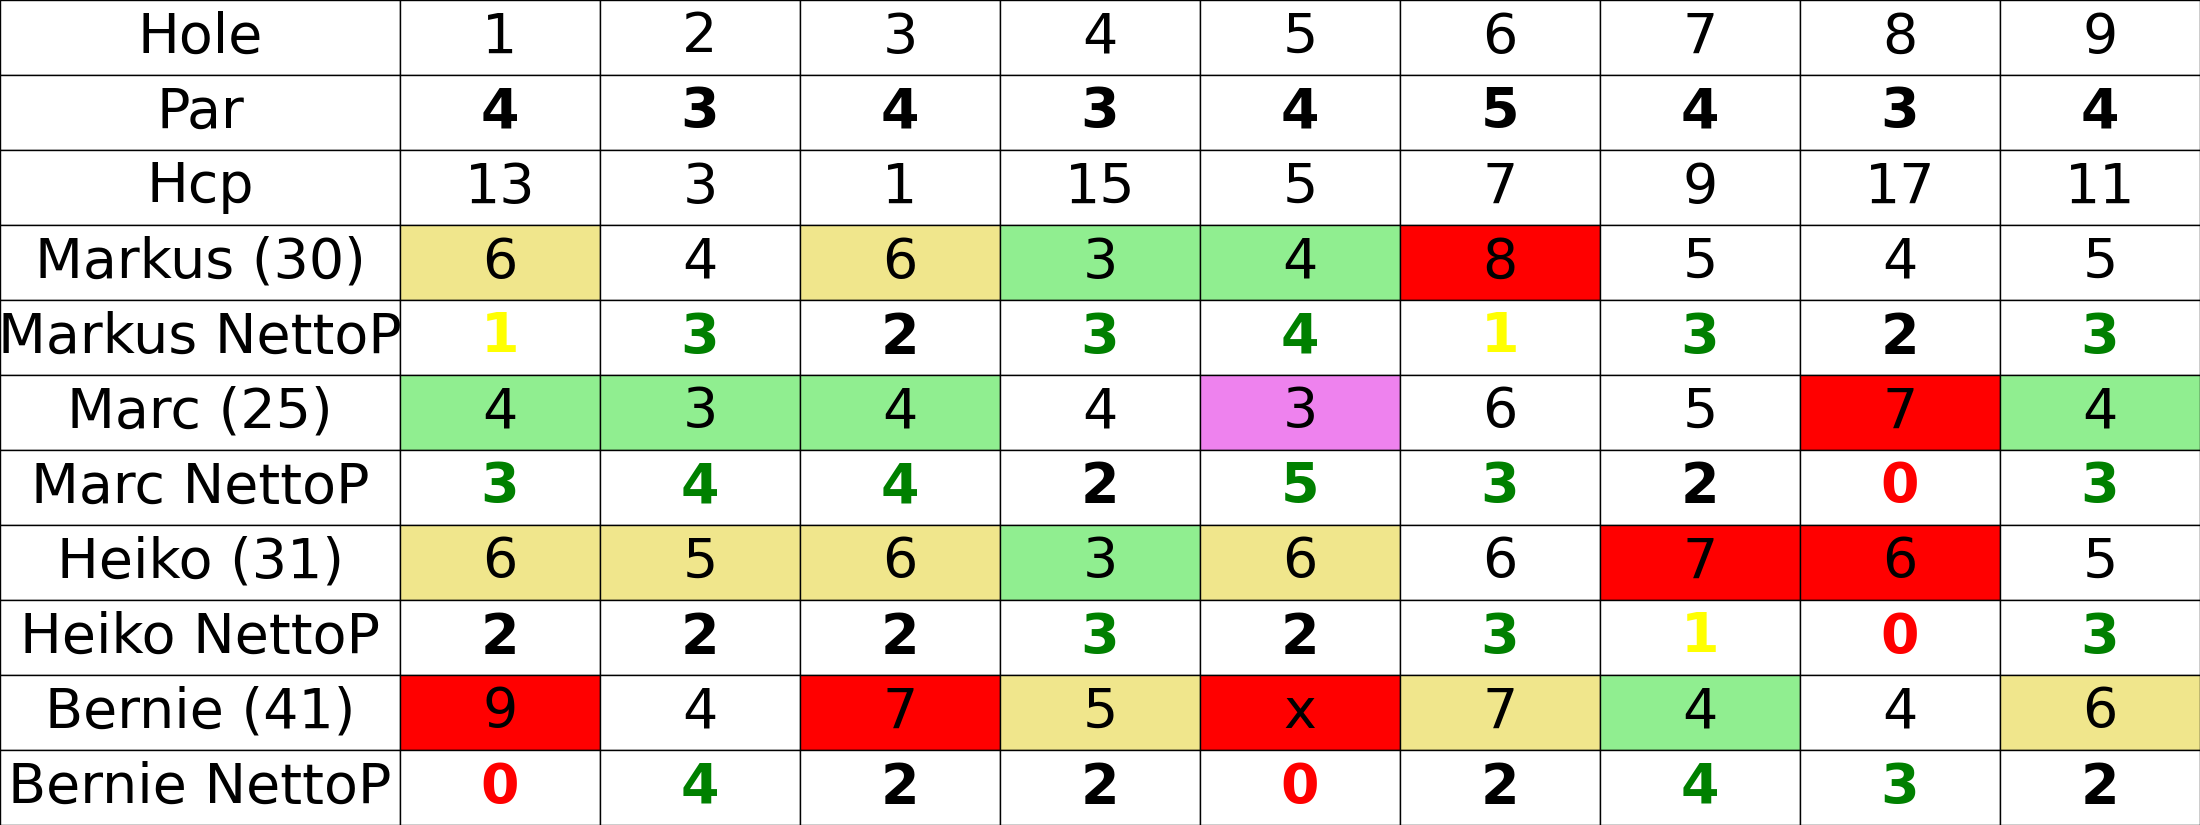 Hole 1 2 3 4 5 6 7 8 9
Par 4 3 4 3 4 5 4 3 4
Hcp 13 3 1 15 5 7 9 17 11
Markus (30) 6 4 6 3 4 8 5 4 5
Markus NettoP 1 3 2 3 4 1 3 2 3
Marc (25) 4 3 4 4 3 6 5 7 4
Marc NettoP 3 4 4 2 5 3 2 0 3
Heiko (31) 6 5 6 3 6 6 7 6 5
Heiko NettoP 2 2 2 3 2 3 1 0 3
Bernie (41) 9 4 7 5 x 7 4 4 6
Bernie NettoP 0 4 2 2 0 2 4 3 2